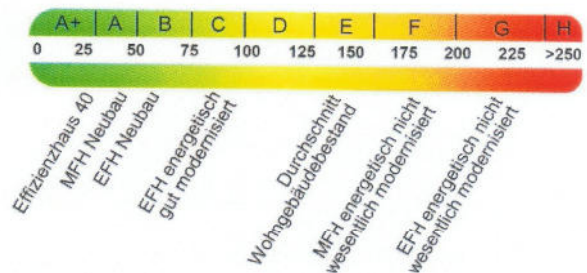 A+ A B C D E F G H
0 25 50 75 100 125 150 175 200 225 >250
Effizienzhaus 40
MFH Neubau
EFH Neubau
EFH energetisch
gut modernisiert
Durchschnitt
Wohngebäudebestand
MFH energetisch nicht
wesentlich modernisiert
EFH energetisch nicht
wesentlich modernisiert